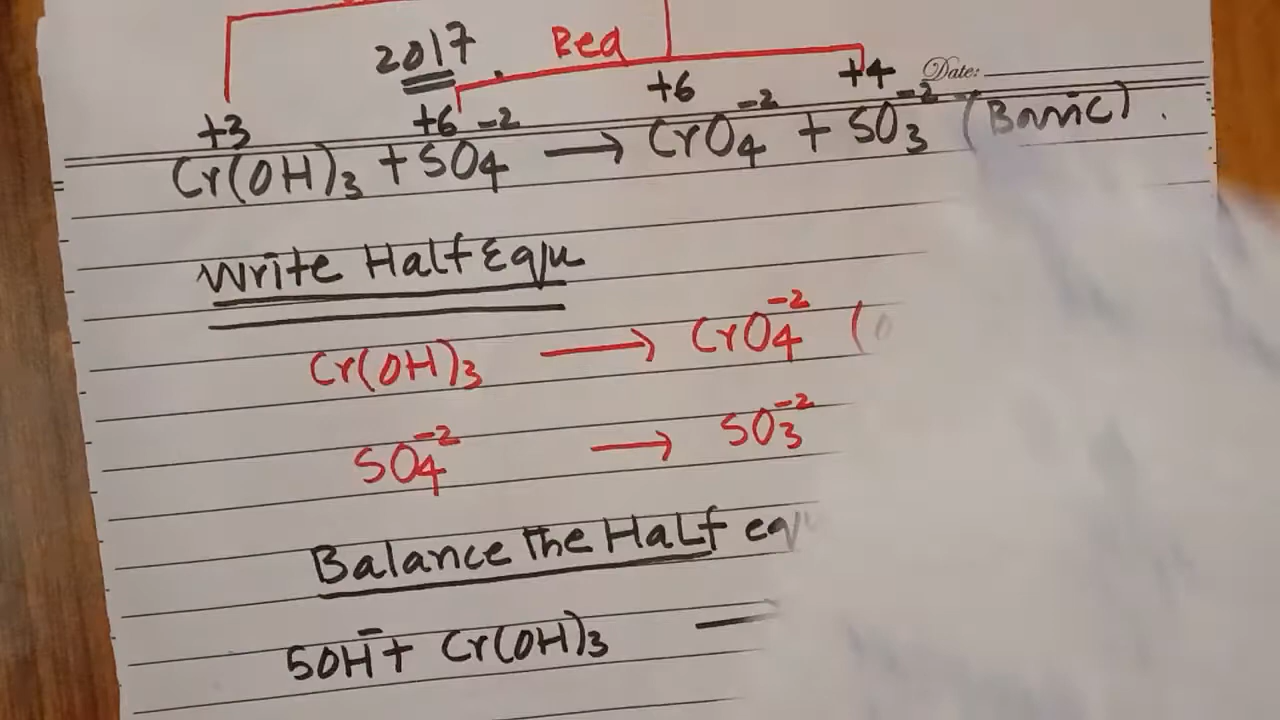 2017
Red
Date:
+3 +6 -2 +6 +4
Cr(OH)₃ + SO₄ → CrO₄⁻² + SO₃⁻² (Basic).
Write Half Equ
Cr(OH)₃ → CrO₄⁻² (
SO₄⁻² → SO₃⁻²
Balance the Half equ
5OH⁻ + Cr(OH)₃